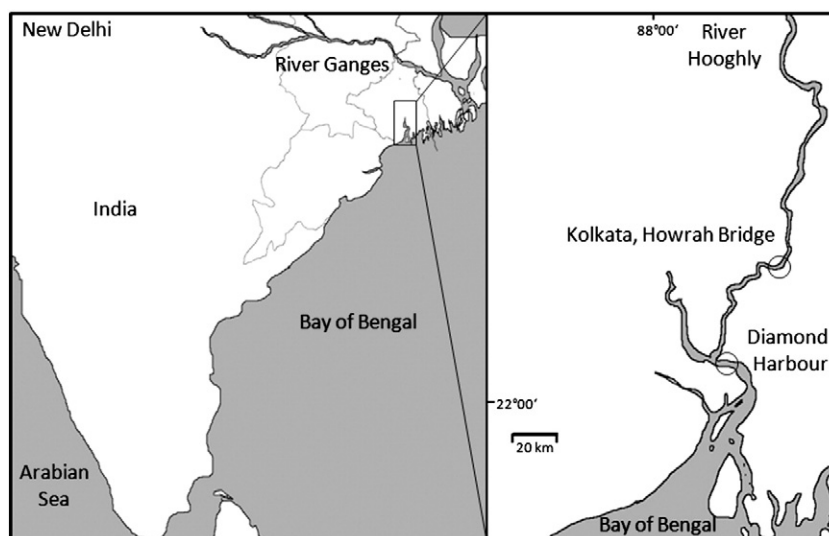 New Delhi
River Ganges
India
Bay of Bengal
Arabian
Sea
88°00'
River
Hooghly
Kolkata, Howrah Bridge
Diamond
Harbour
22°00'
20 km
Bay of Bengal